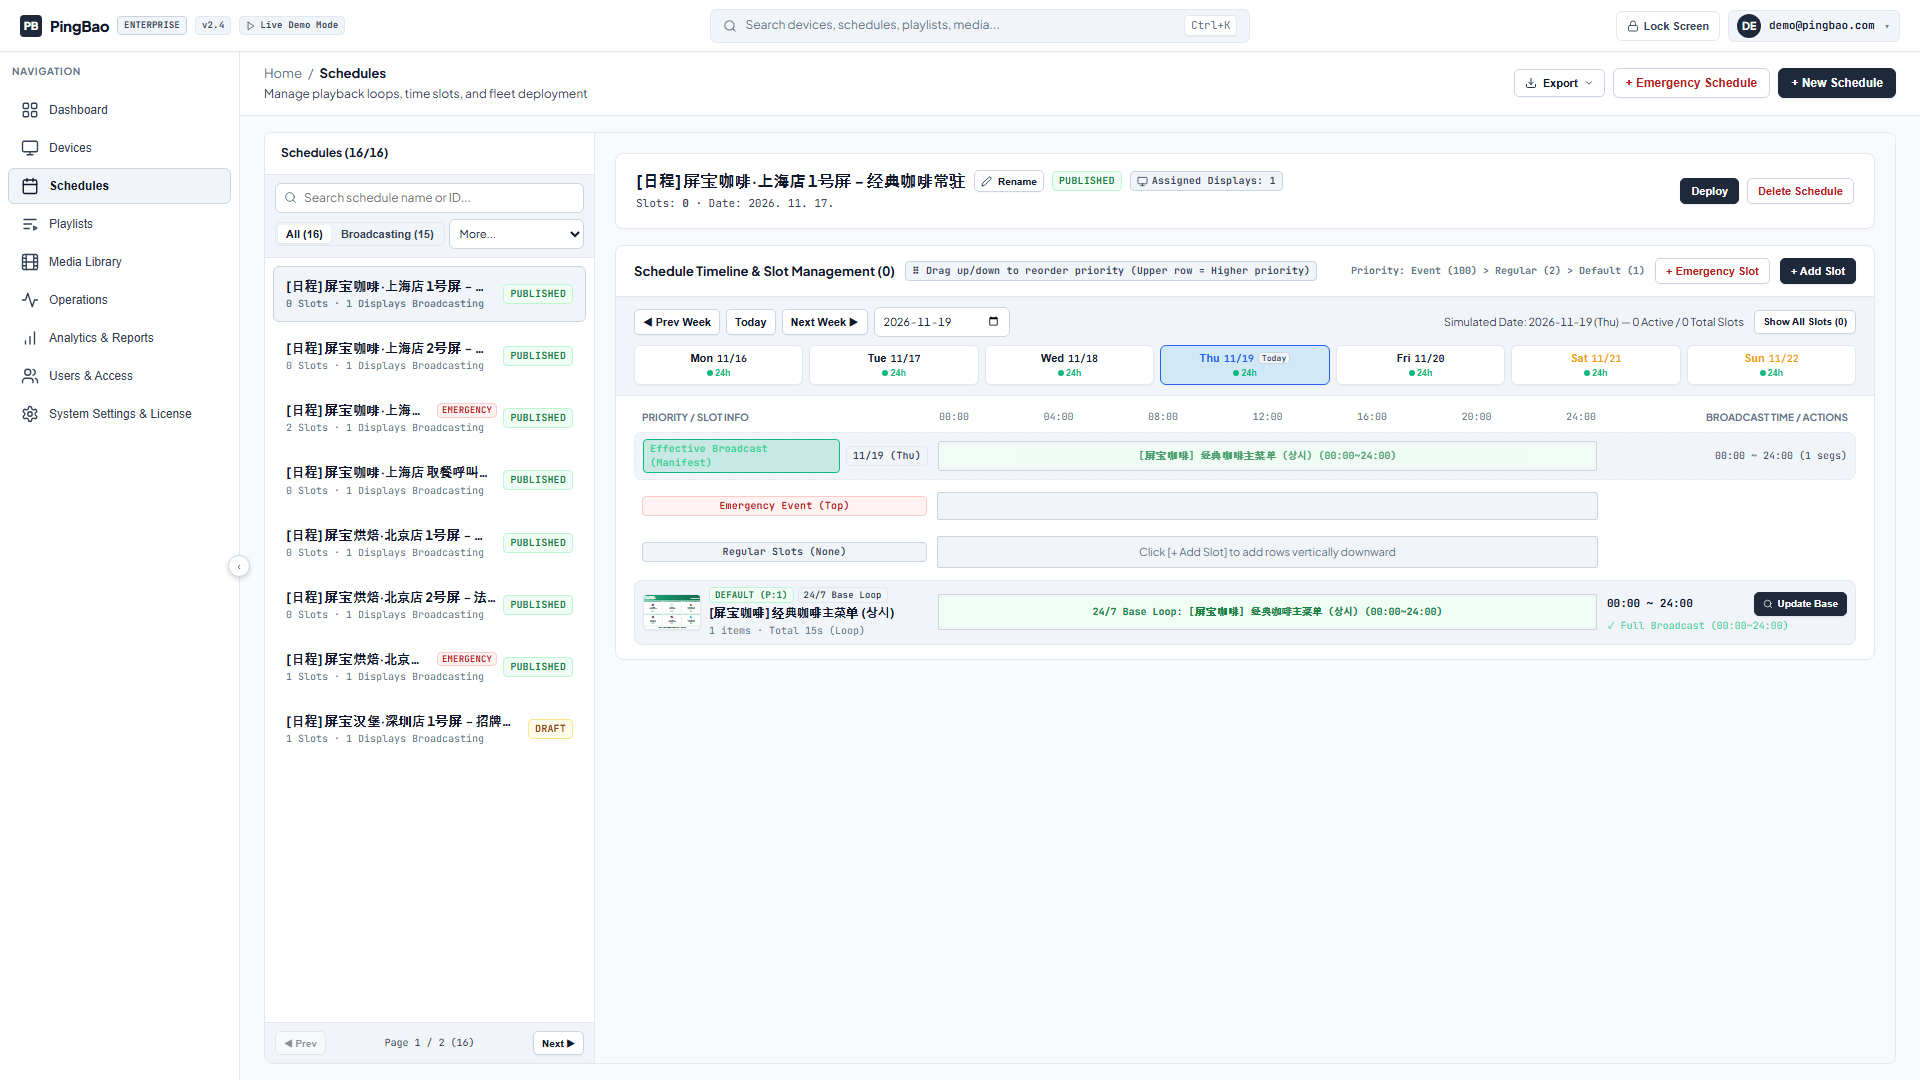 PB PingBao ENTERPRISE v2.4 Live Demo Mode
Search devices, schedules, playlists, media... Ctrl+K
Lock Screen DE demo@pingbao.com
NAVIGATION
Dashboard
Devices
Schedules
Playlists
Media Library
Operations
Analytics & Reports
Users & Access
System Settings & License
Home / Schedules
Manage playback loops, time slots, and fleet deployment
Export + Emergency Schedule + New Schedule
Schedules (16/16)
Search schedule name or ID...
All (16) Broadcasting (15) More...
[日程] 屏宝咖啡·上海店 1号屏 – ... PUBLISHED
0 Slots · 1 Displays Broadcasting
[日程] 屏宝咖啡·上海店 2号屏 – ... PUBLISHED
0 Slots · 1 Displays Broadcasting
[日程] 屏宝咖啡·上海... EMERGENCY PUBLISHED
2 Slots · 1 Displays Broadcasting
[日程] 屏宝咖啡·上海店 取餐呼叫... PUBLISHED
0 Slots · 1 Displays Broadcasting
[日程] 屏宝烘焙·北京店 1号屏 – ... PUBLISHED
0 Slots · 1 Displays Broadcasting
[日程] 屏宝烘焙·北京店 2号屏 – 法... PUBLISHED
0 Slots · 1 Displays Broadcasting
[日程] 屏宝烘焙·北京... EMERGENCY PUBLISHED
1 Slots · 1 Displays Broadcasting
[日程] 屏宝汉堡·深圳店 1号屏 – 招牌... DRAFT
1 Slots · 1 Displays Broadcasting
◀ Prev Page 1 / 2 (16) Next ▶
[日程] 屏宝咖啡·上海店 1号屏 – 经典咖啡常驻 Rename PUBLISHED Assigned Displays: 1
Slots: 0 · Date: 2026. 11. 17.
Deploy Delete Schedule
Schedule Timeline & Slot Management (0) ⠿ Drag up/down to reorder priority (Upper row = Higher priority) Priority: Event (100) > Regular (2) > Default (1) + Emergency Slot + Add Slot
◀ Prev Week Today Next Week ▶ 2026-11-19 Simulated Date: 2026-11-19 (Thu) — 0 Active / 0 Total Slots Show All Slots (0)
Mon 11/16 Tue 11/17 Wed 11/18 Thu 11/19 Today Fri 11/20 Sat 11/21 Sun 11/22
24h 24h 24h 24h 24h 24h 24h
PRIORITY / SLOT INFO 00:00 04:00 08:00 12:00 16:00 20:00 24:00 BROADCAST TIME / ACTIONS
Effective Broadcast (Manifest) 11/19 (Thu) [屏宝咖啡] 经典咖啡主菜单 (상시) (00:00~24:00) 00:00 ~ 24:00 (1 segs)
Emergency Event (Top)
Regular Slots (None) Click [+ Add Slot] to add rows vertically downward
DEFAULT (P:1) 24/7 Base Loop
[屏宝咖啡] 经典咖啡主菜单 (상시)
1 items · Total 15s (Loop)
24/7 Base Loop: [屏宝咖啡] 经典咖啡主菜单 (상시) (00:00~24:00)
00:00 ~ 24:00 Update Base
✓ Full Broadcast (00:00~24:00)